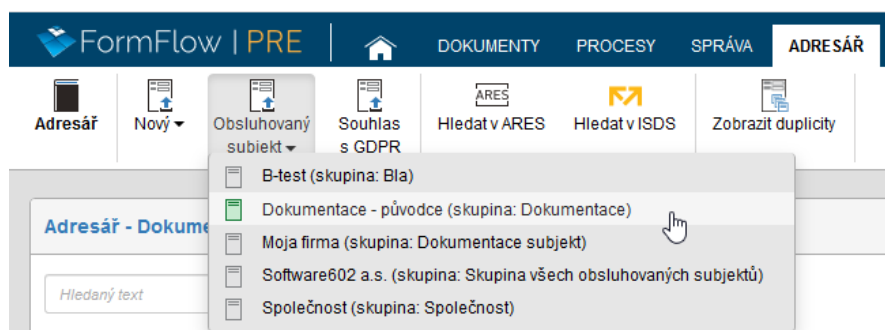 FormFlow | PRE
DOKUMENTY
PROCESY
SPRÁVA
ADRESÁŘ
Adresář
Nový
Obsluhovaný
subjekt
Souhlas
s GDPR
ARES
Hledat v ARES
Hledat v ISDS
Zobrazit duplicity
B-test (skupina: Bla)
Dokumentace - původce (skupina: Dokumentace)
Moja firma (skupina: Dokumentace subjekt)
Software602 a.s. (skupina: Skupina všech obsluhovaných subjektů)
Společnost (skupina: Společnost)
Adresář - Dokume
Hledaný text